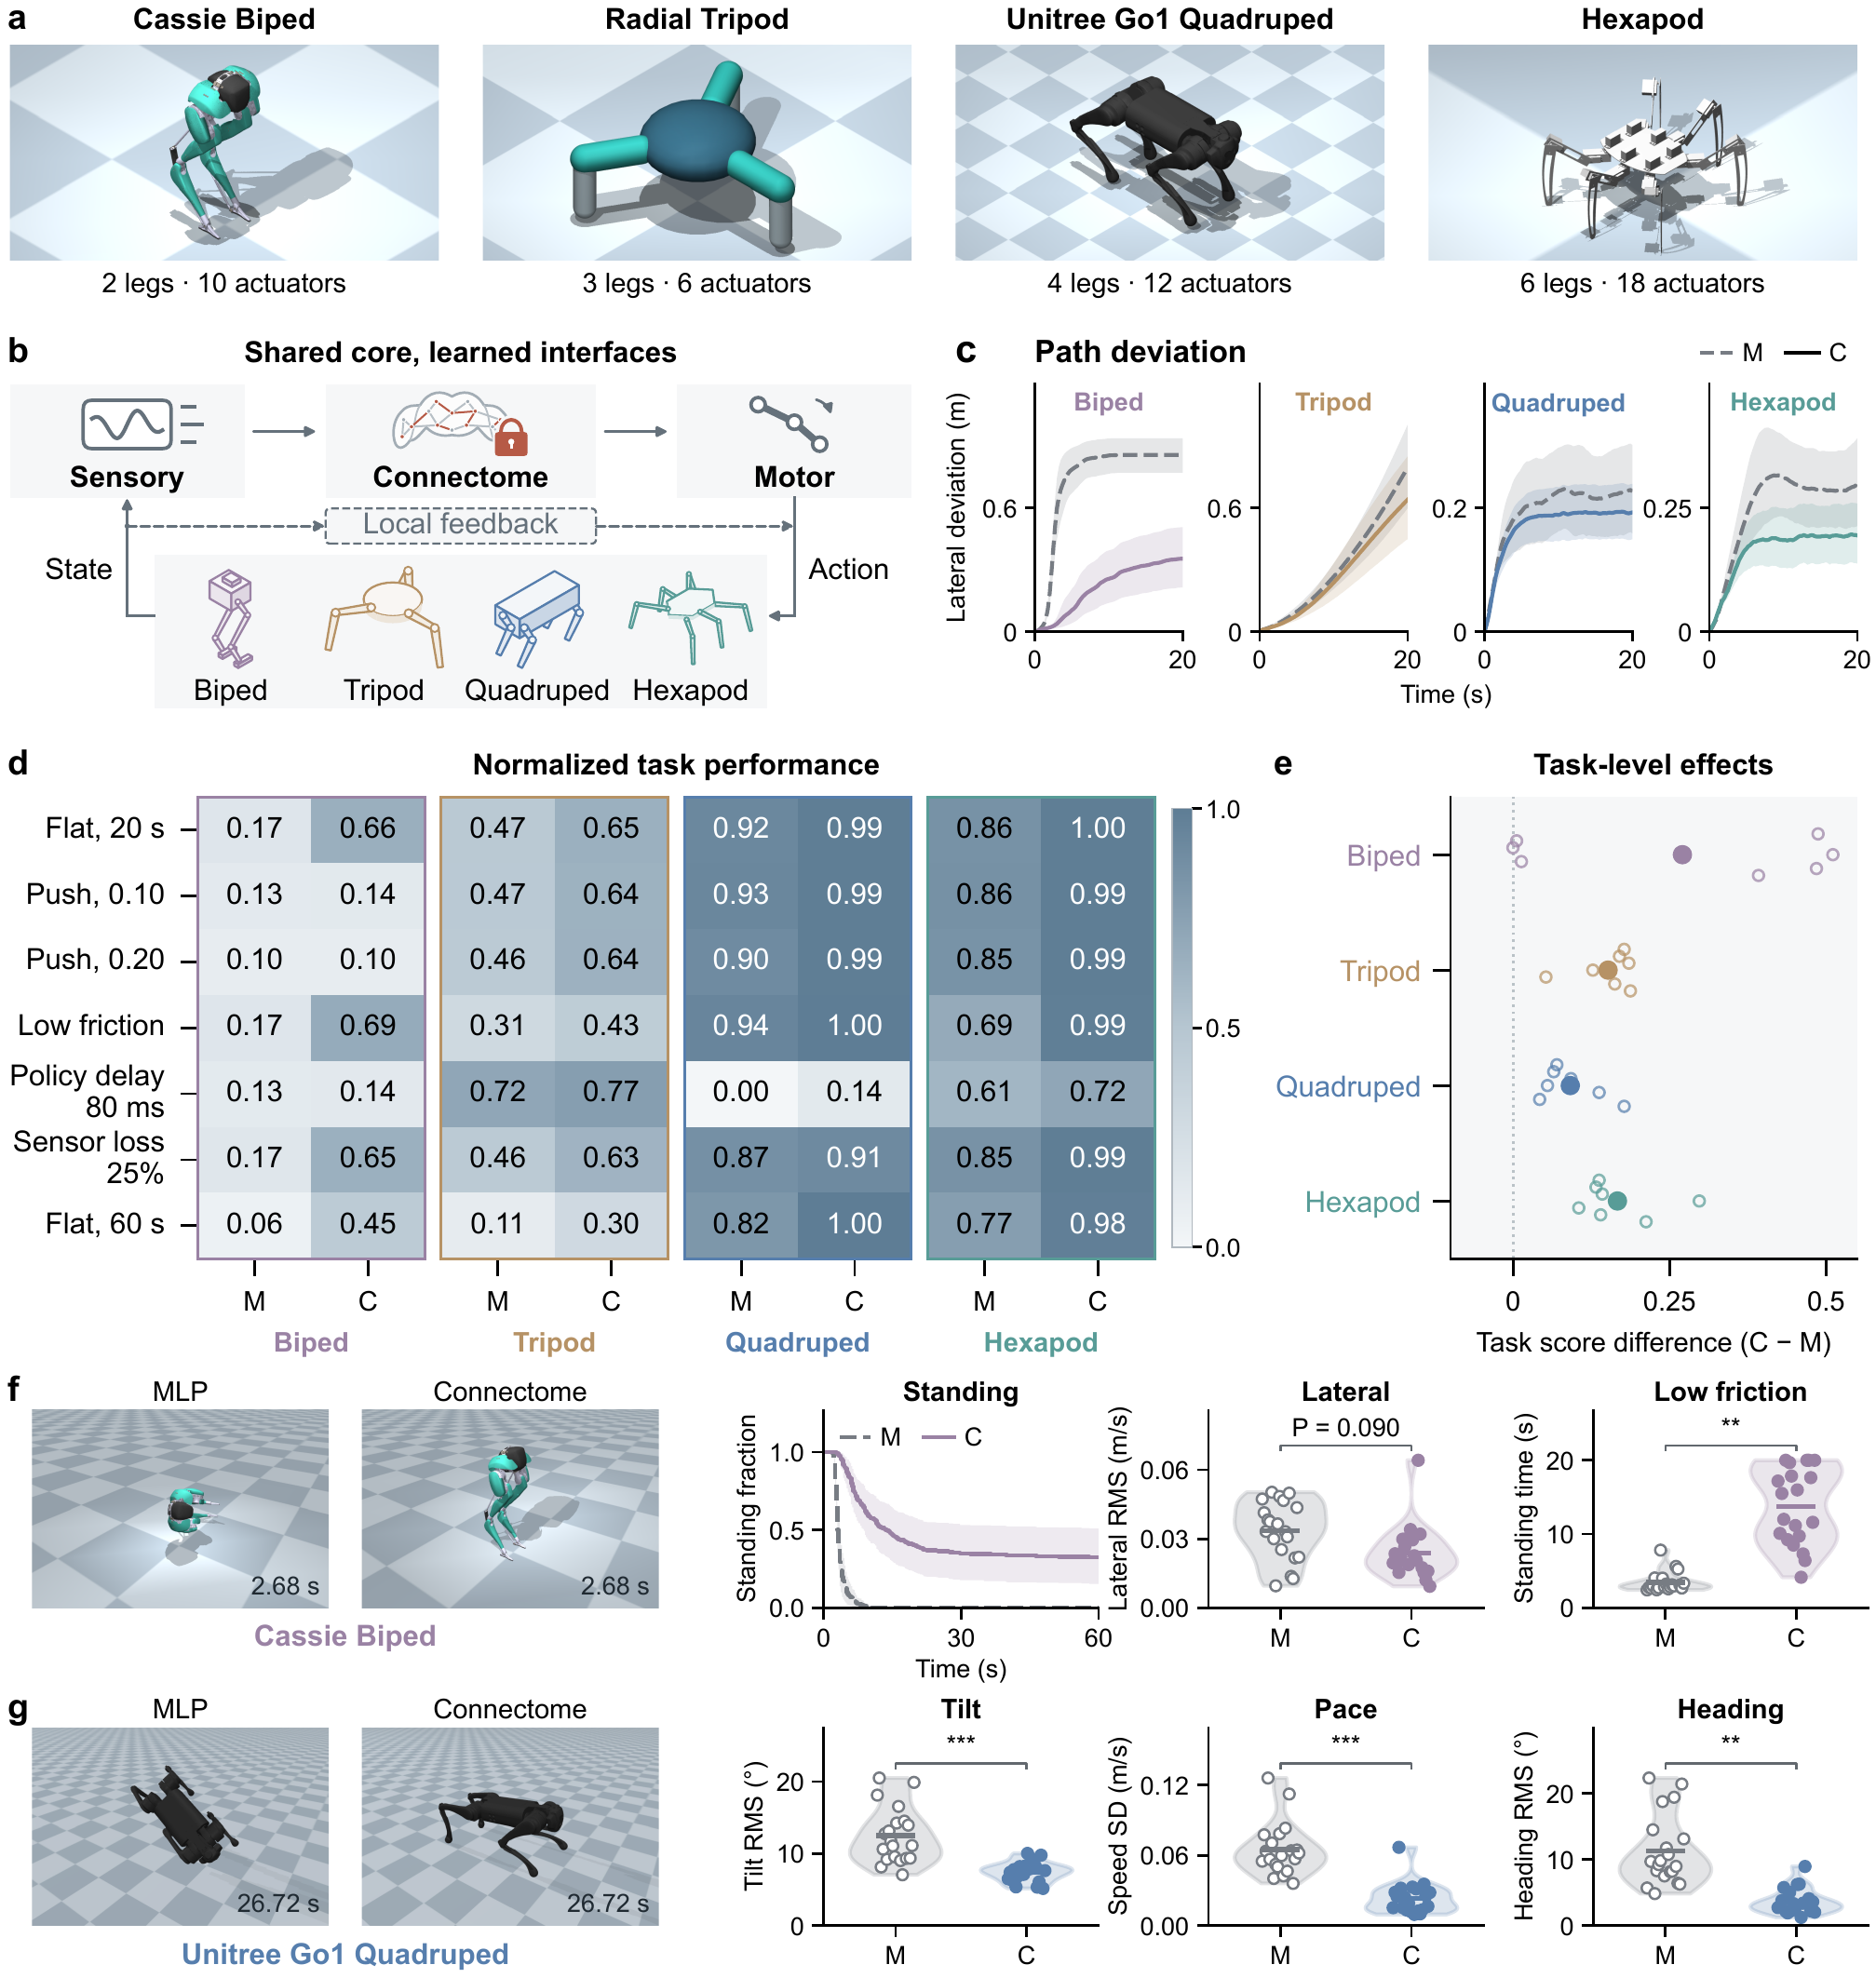 a
Cassie Biped
Radial Tripod
Unitree Go1 Quadruped
Hexapod
2 legs · 10 actuators
3 legs · 6 actuators
4 legs · 12 actuators
6 legs · 18 actuators
b
Shared core, learned interfaces
Sensory
Connectome
Motor
Local feedback
State
Action
Biped
Tripod
Quadruped
Hexapod
c
Path deviation
M
C
Lateral deviation (m)
Biped
0.6
0
0
20
Tripod
0.6
0
0
20
Quadruped
0.2
0
0
20
Hexapod
0.25
0
0
20
Time (s)
d
Normalized task performance
Flat, 20 s
0.17 0.66 0.47 0.65 0.92 0.99 0.86 1.00
Push, 0.10
0.13 0.14 0.47 0.64 0.93 0.99 0.86 0.99
Push, 0.20
0.10 0.10 0.46 0.64 0.90 0.99 0.85 0.99
Low friction
0.17 0.69 0.31 0.43 0.94 1.00 0.69 0.99
Policy delay
80 ms
0.13 0.14 0.72 0.77 0.00 0.14 0.61 0.72
Sensor loss
25%
0.17 0.65 0.46 0.63 0.87 0.91 0.85 0.99
Flat, 60 s
0.06 0.45 0.11 0.30 0.82 1.00 0.77 0.98
M C M C M C M C
Biped
Tripod
Quadruped
Hexapod
1.0
0.5
0.0
e
Task-level effects
Biped
Tripod
Quadruped
Hexapod
0
0.25
0.5
Task score difference (C − M)
f
MLP
Connectome
2.68 s
2.68 s
Cassie Biped
Standing
M
C
Standing fraction
1.0
0.5
0.0
0
30
60
Time (s)
Lateral
P = 0.090
Lateral RMS (m/s)
0.06
0.03
0.00
M
C
Low friction
**
Standing time (s)
20
10
0
M
C
g
MLP
Connectome
26.72 s
26.72 s
Unitree Go1 Quadruped
Tilt
***
Tilt RMS (°)
20
10
0
M
C
Pace
***
Speed SD (m/s)
0.12
0.06
0.00
M
C
Heading
**
Heading RMS (°)
20
10
0
M
C